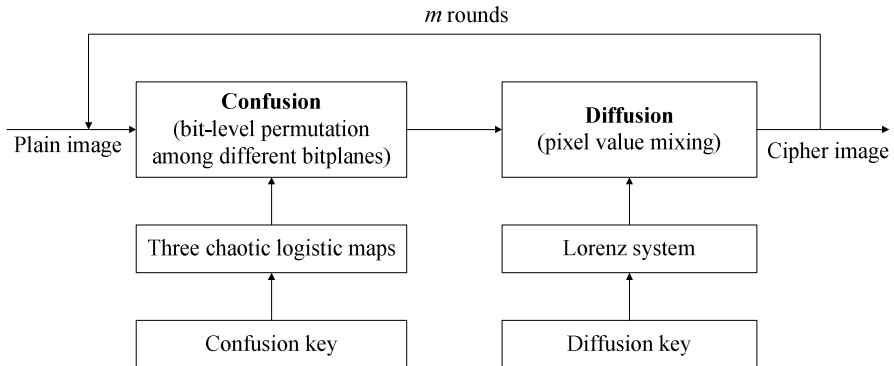 m rounds
Confusion
(bit-level permutation
among different bitplanes)
Diffusion
(pixel value mixing)
Plain image
Cipher image
Three chaotic logistic maps
Lorenz system
Confusion key
Diffusion key